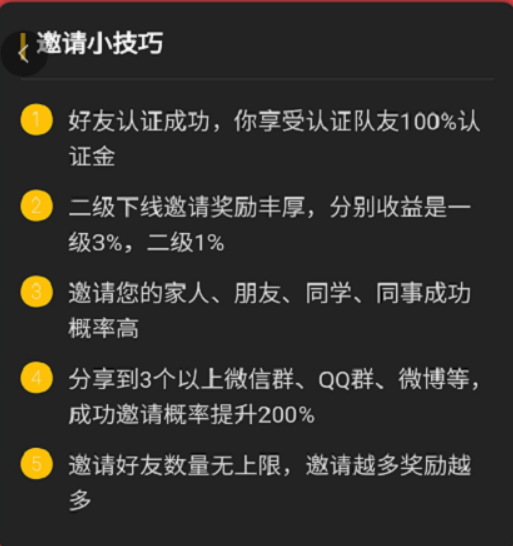 邀请小技巧
1 好友认证成功，你享受认证队友100%认
证金
2 二级下线邀请奖励丰厚，分别收益是一
级3%，二级1%
3 邀请您的家人、朋友、同学、同事成功
概率高
4 分享到3个以上微信群、QQ群、微博等，
成功邀请概率提升200%
5 邀请好友数量无上限，邀请越多奖励越
多